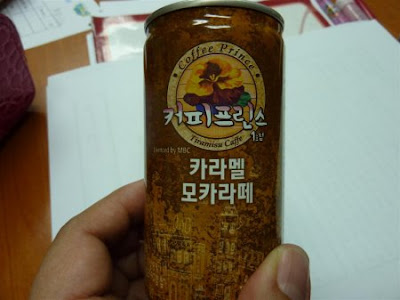 Coffee Prince
커피프린스
1호점
Tiramisu Caffe
Licensed by MBC
카라멜
모카라떼